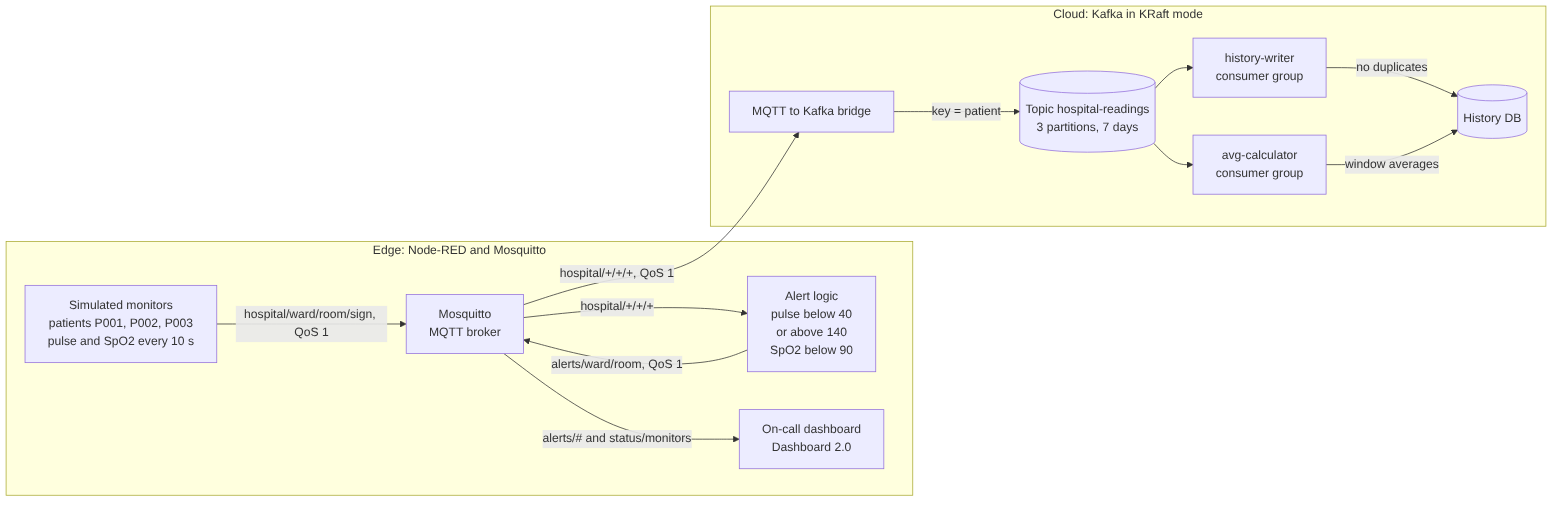 Cloud: Kafka in KRaft mode
MQTT to Kafka bridge
key = patient
Topic hospital-readings
3 partitions, 7 days
history-writer
consumer group
no duplicates
avg-calculator
consumer group
window averages
History DB
Edge: Node-RED and Mosquitto
Simulated monitors
patients P001, P002, P003
pulse and SpO2 every 10 s
hospital/ward/room/sign,
QoS 1
Mosquitto
MQTT broker
hospital/+/+/+, QoS 1
hospital/+/+/+
alerts/ward/room, QoS 1
alerts/# and status/monitors
Alert logic
pulse below 40
or above 140
SpO2 below 90
On-call dashboard
Dashboard 2.0